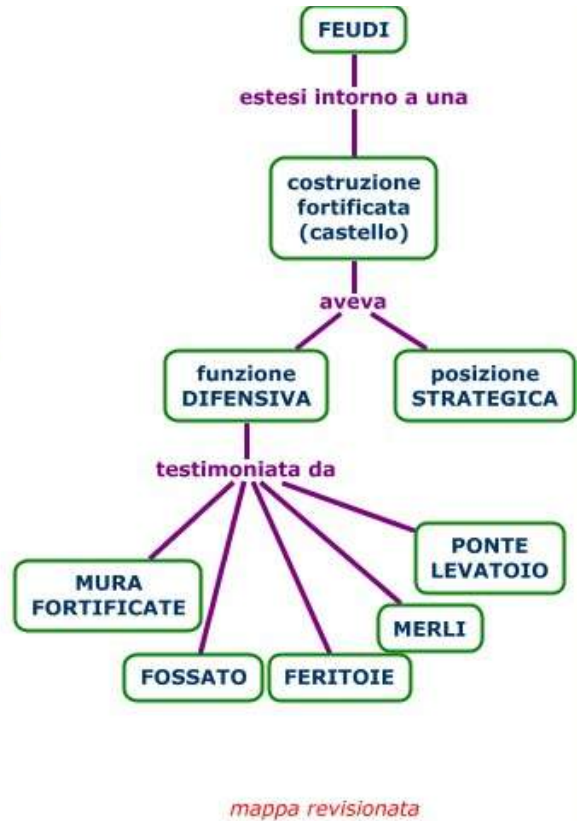 FEUDI
estesi intorno a una
costruzione
fortificata
(castello)
aveva
funzione
DIFENSIVA
posizione
STRATEGICA
testimoniata da
MURA
FORTIFICATE
FOSSATO
FERITOIE
MERLI
PONTE
LEVATOIO
mappa revisionata